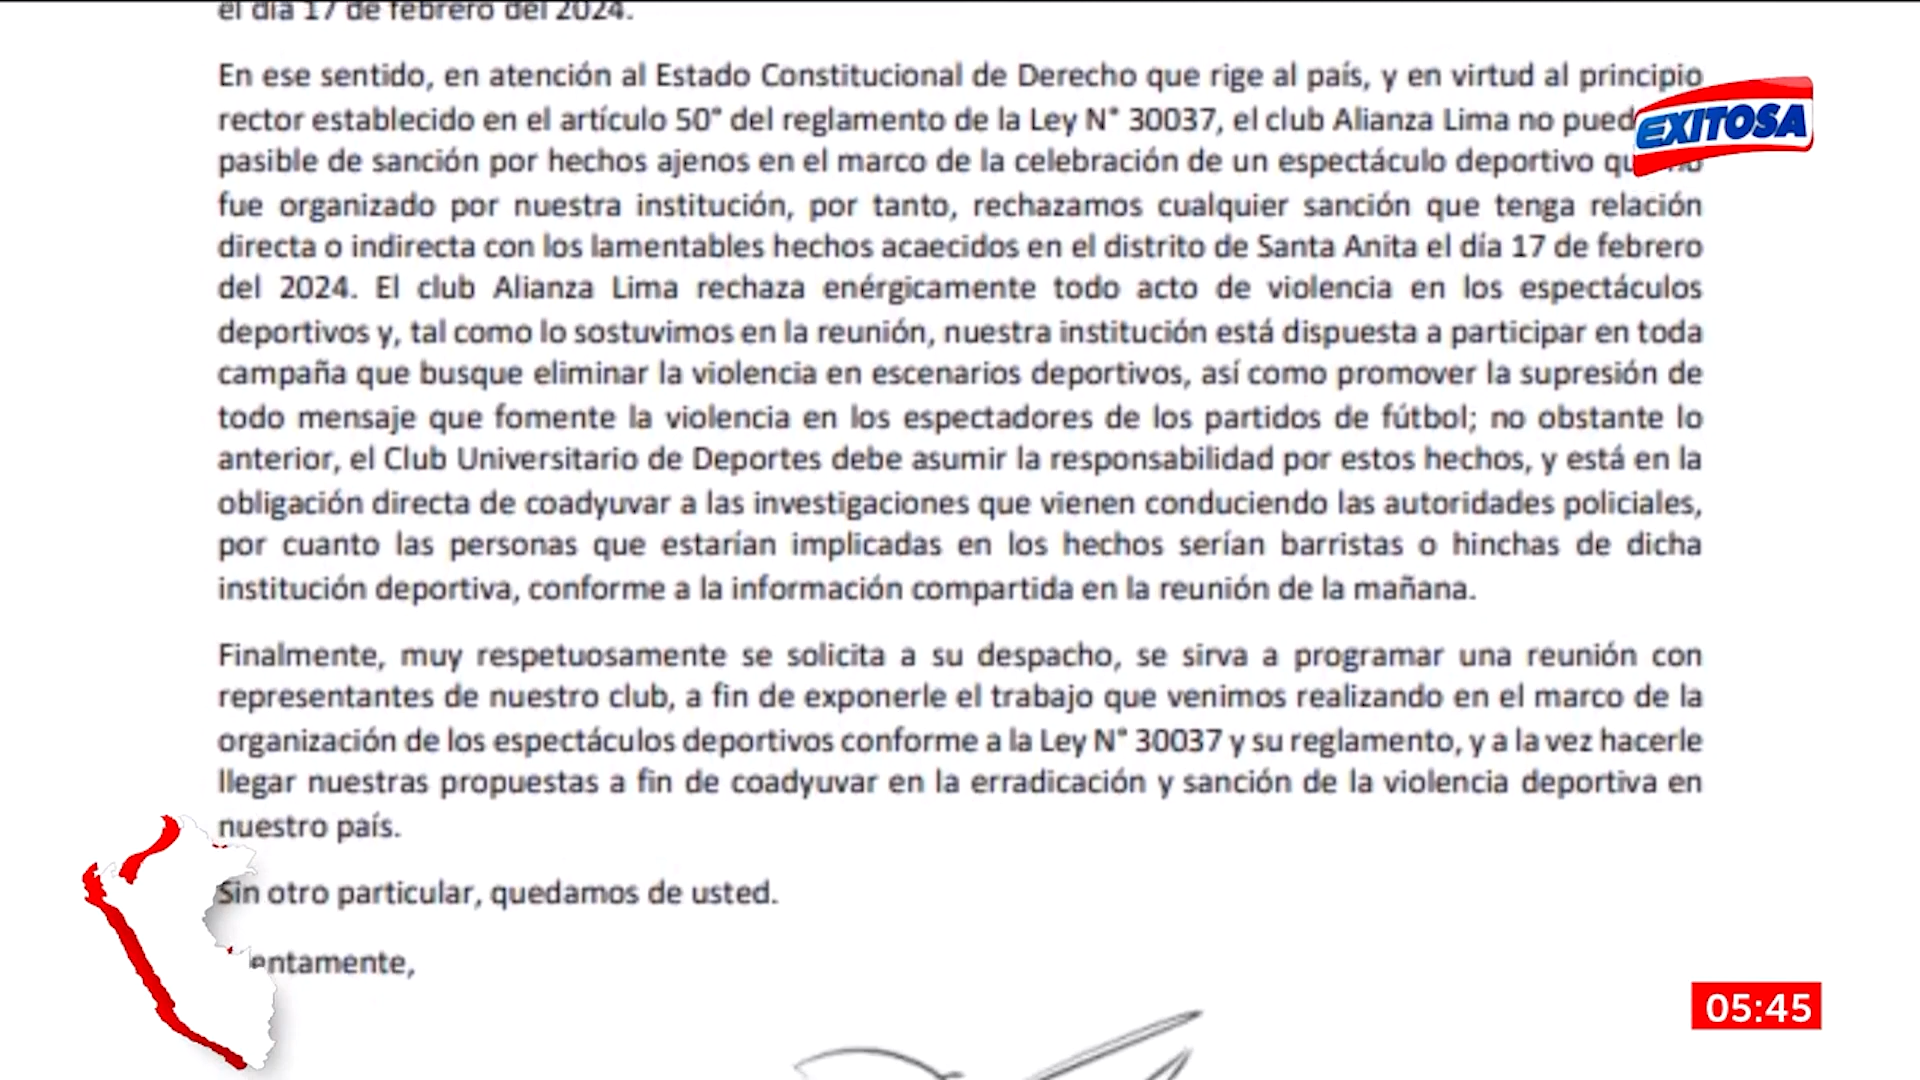 el día 17 de febrero del 2024.
En ese sentido, en atención al Estado Constitucional de Derecho que rige al país, y en virtud al principio
rector establecido en el artículo 50° del reglamento de la Ley N° 30037, el club Alianza Lima no
pasible de sanción por hechos ajenos en el marco de la celebración de un espectáculo deportivo
fue organizado por nuestra institución, por tanto, rechazamos cualquier sanción que tenga relación
directa o indirecta con los lamentables hechos acaecidos en el distrito de Santa Anita el día 17 de febrero
del 2024. El club Alianza Lima rechaza enérgicamente todo acto de violencia en los espectáculos
deportivos y, tal como lo sostuvimos en la reunión, nuestra institución está dispuesta a participar en toda
campaña que busque eliminar la violencia en escenarios deportivos, así como promover la supresión de
todo mensaje que fomente la violencia en los espectadores de los partidos de fútbol; no obstante lo
anterior, el Club Universitario de Deportes debe asumir la responsabilidad por estos hechos, y está en la
obligación directa de coadyuvar a las investigaciones que vienen conduciendo las autoridades policiales,
por cuanto las personas que estarían implicadas en los hechos serían barristas o hinchas de dicha
institución deportiva, conforme a la información compartida en la reunión de la mañana.
Finalmente, muy respetuosamente se solicita a su despacho, se sirva a programar una reunión con
representantes de nuestro club, a fin de exponerle el trabajo que venimos realizando en el marco de la
organización de los espectáculos deportivos conforme a la Ley N° 30037 y su reglamento, y a la vez hacerle
llegar nuestras propuestas a fin de coadyuvar en la erradicación y sanción de la violencia deportiva en
nuestro país.
Sin otro particular, quedamos de usted.
entamente,
EXITOSA
05:45